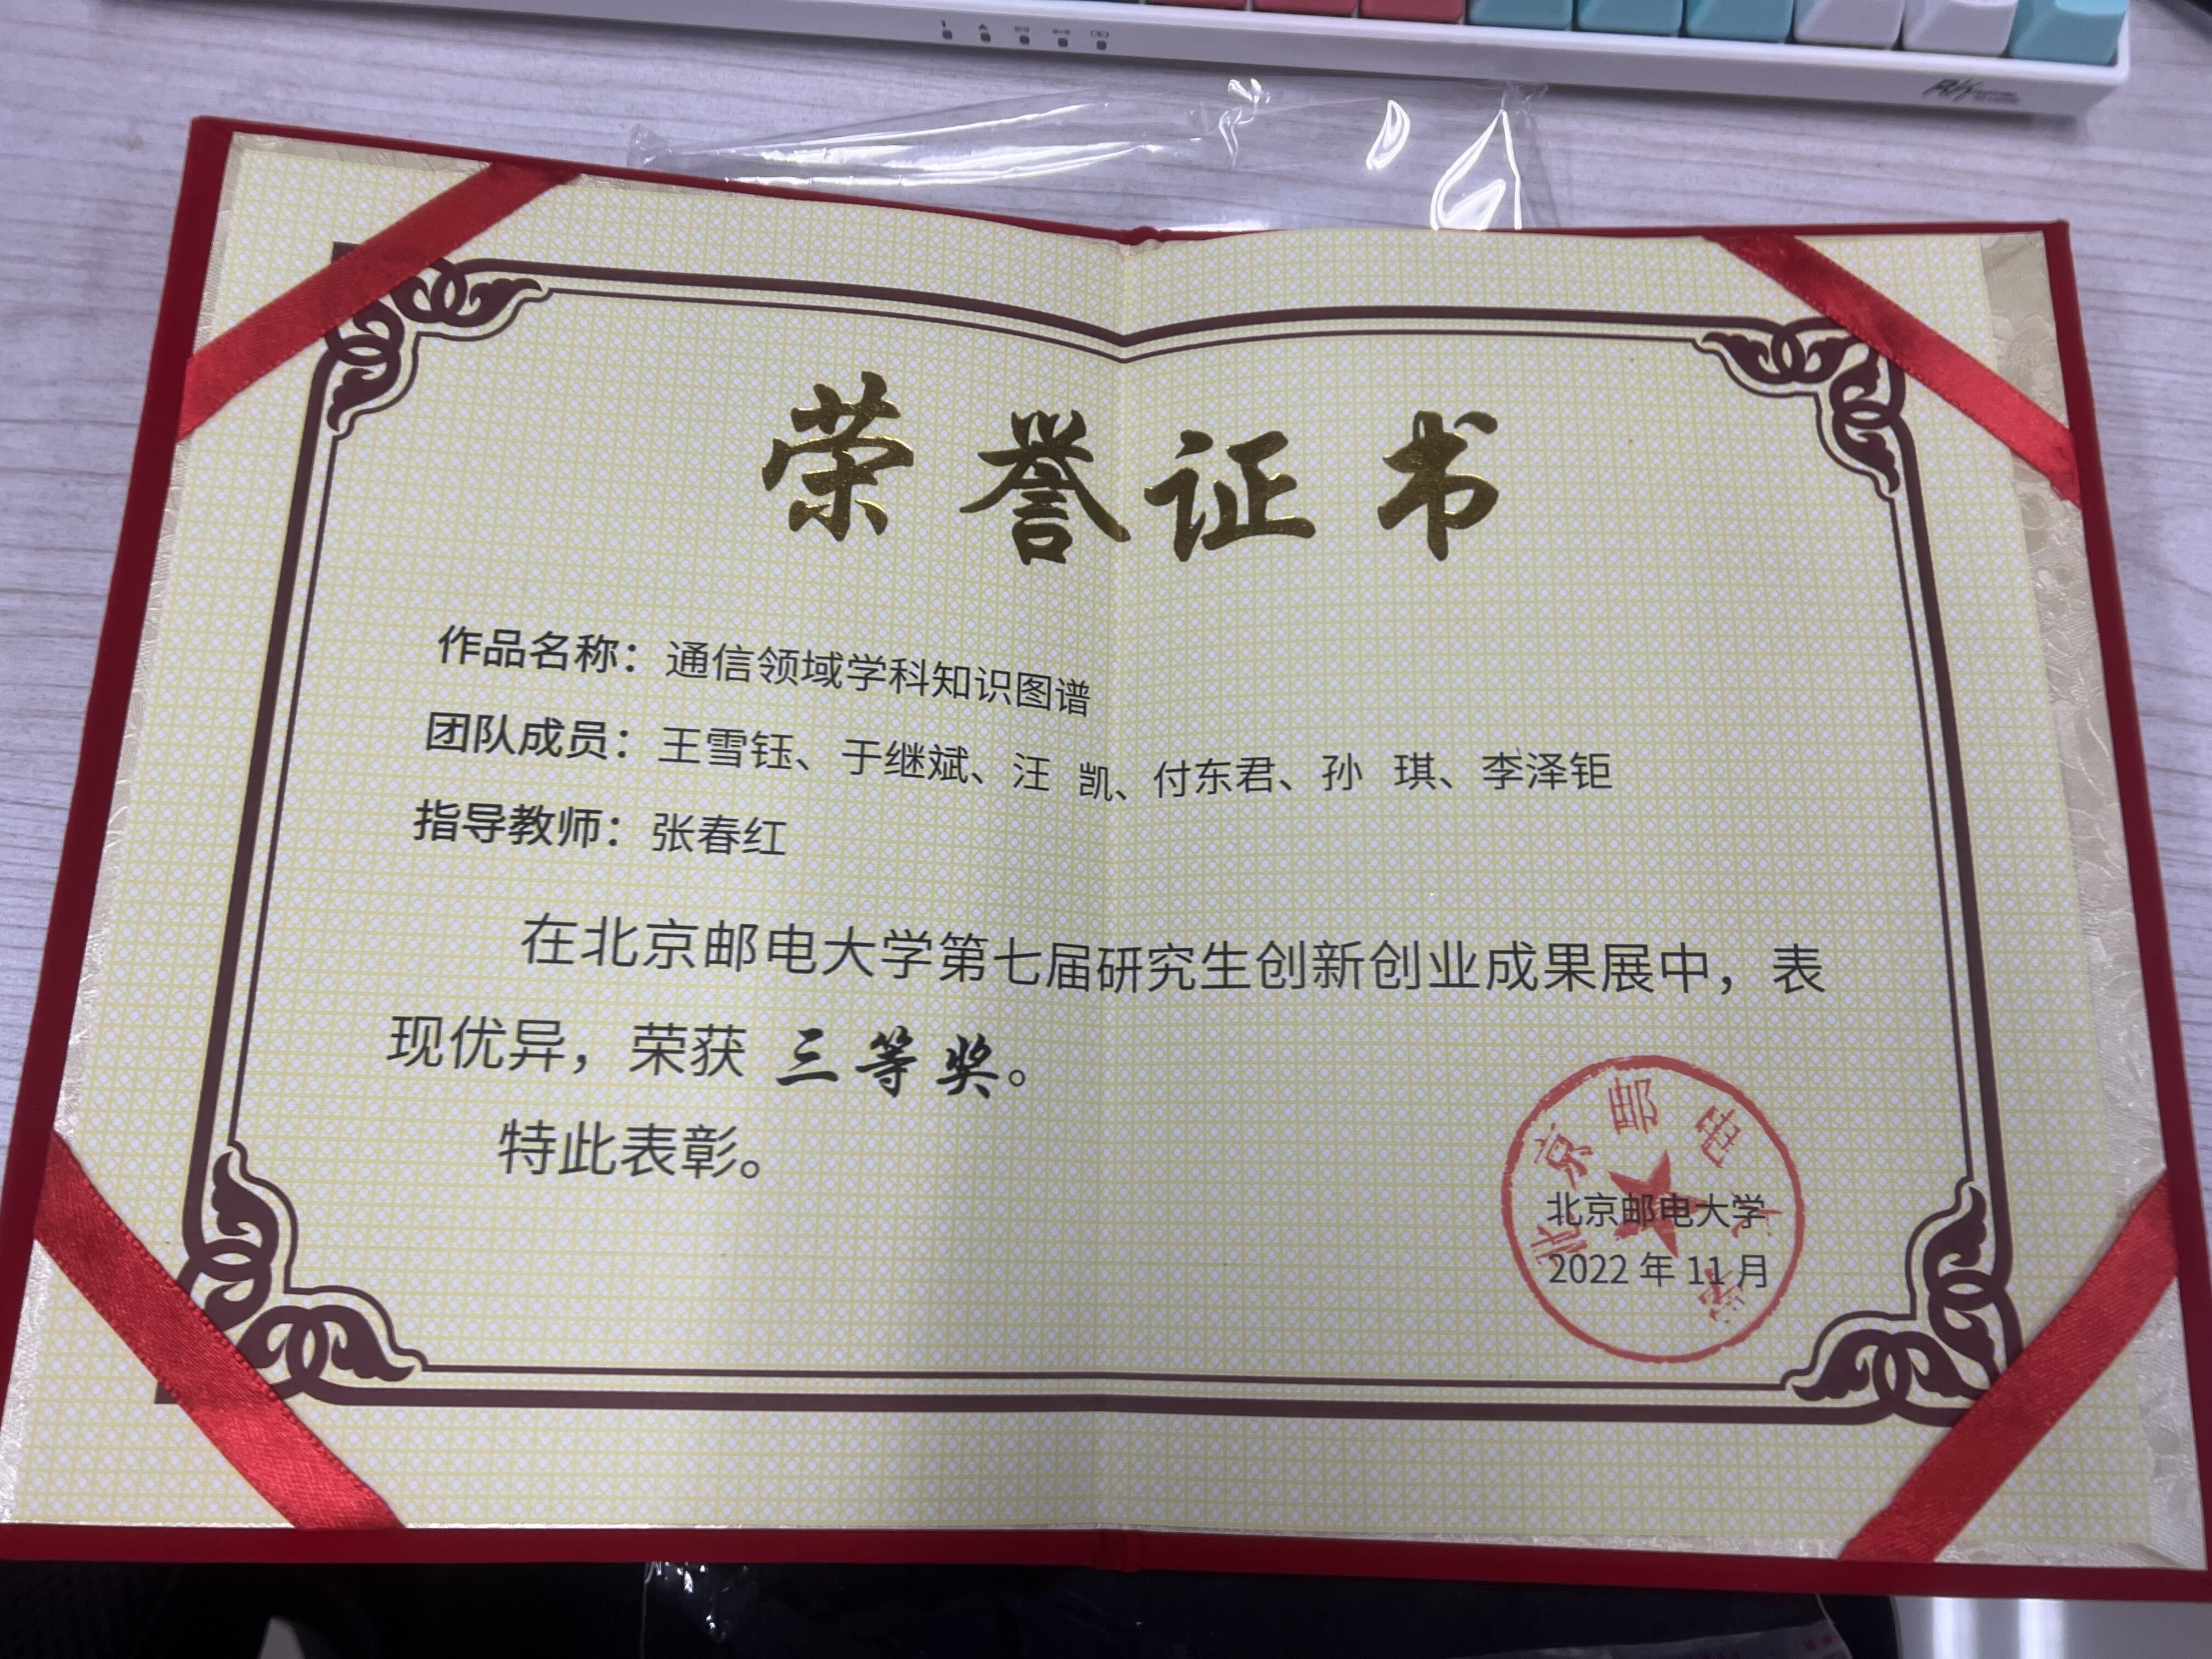 荣誉证书
作品名称：通信领域学科知识图谱
团队成员：王雪钰、于继斌、汪 凯、付东君、孙 琪、李泽钜
指导教师：张春红
在北京邮电大学第七届研究生创新创业成果展中，表
现优异，荣获 三等奖。
特此表彰。
北京邮电大学
北京邮电大学
2022 年 11 月